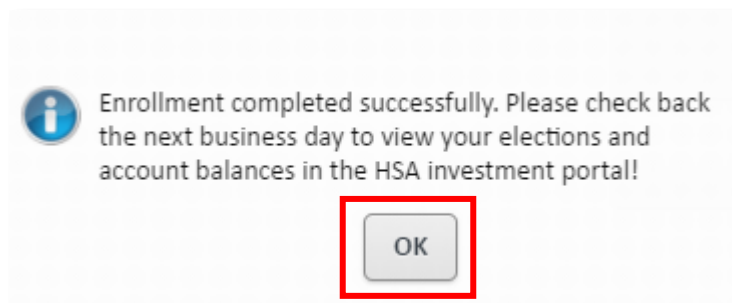 Enrollment completed successfully. Please check back
the next business day to view your elections and
account balances in the HSA investment portal!
OK